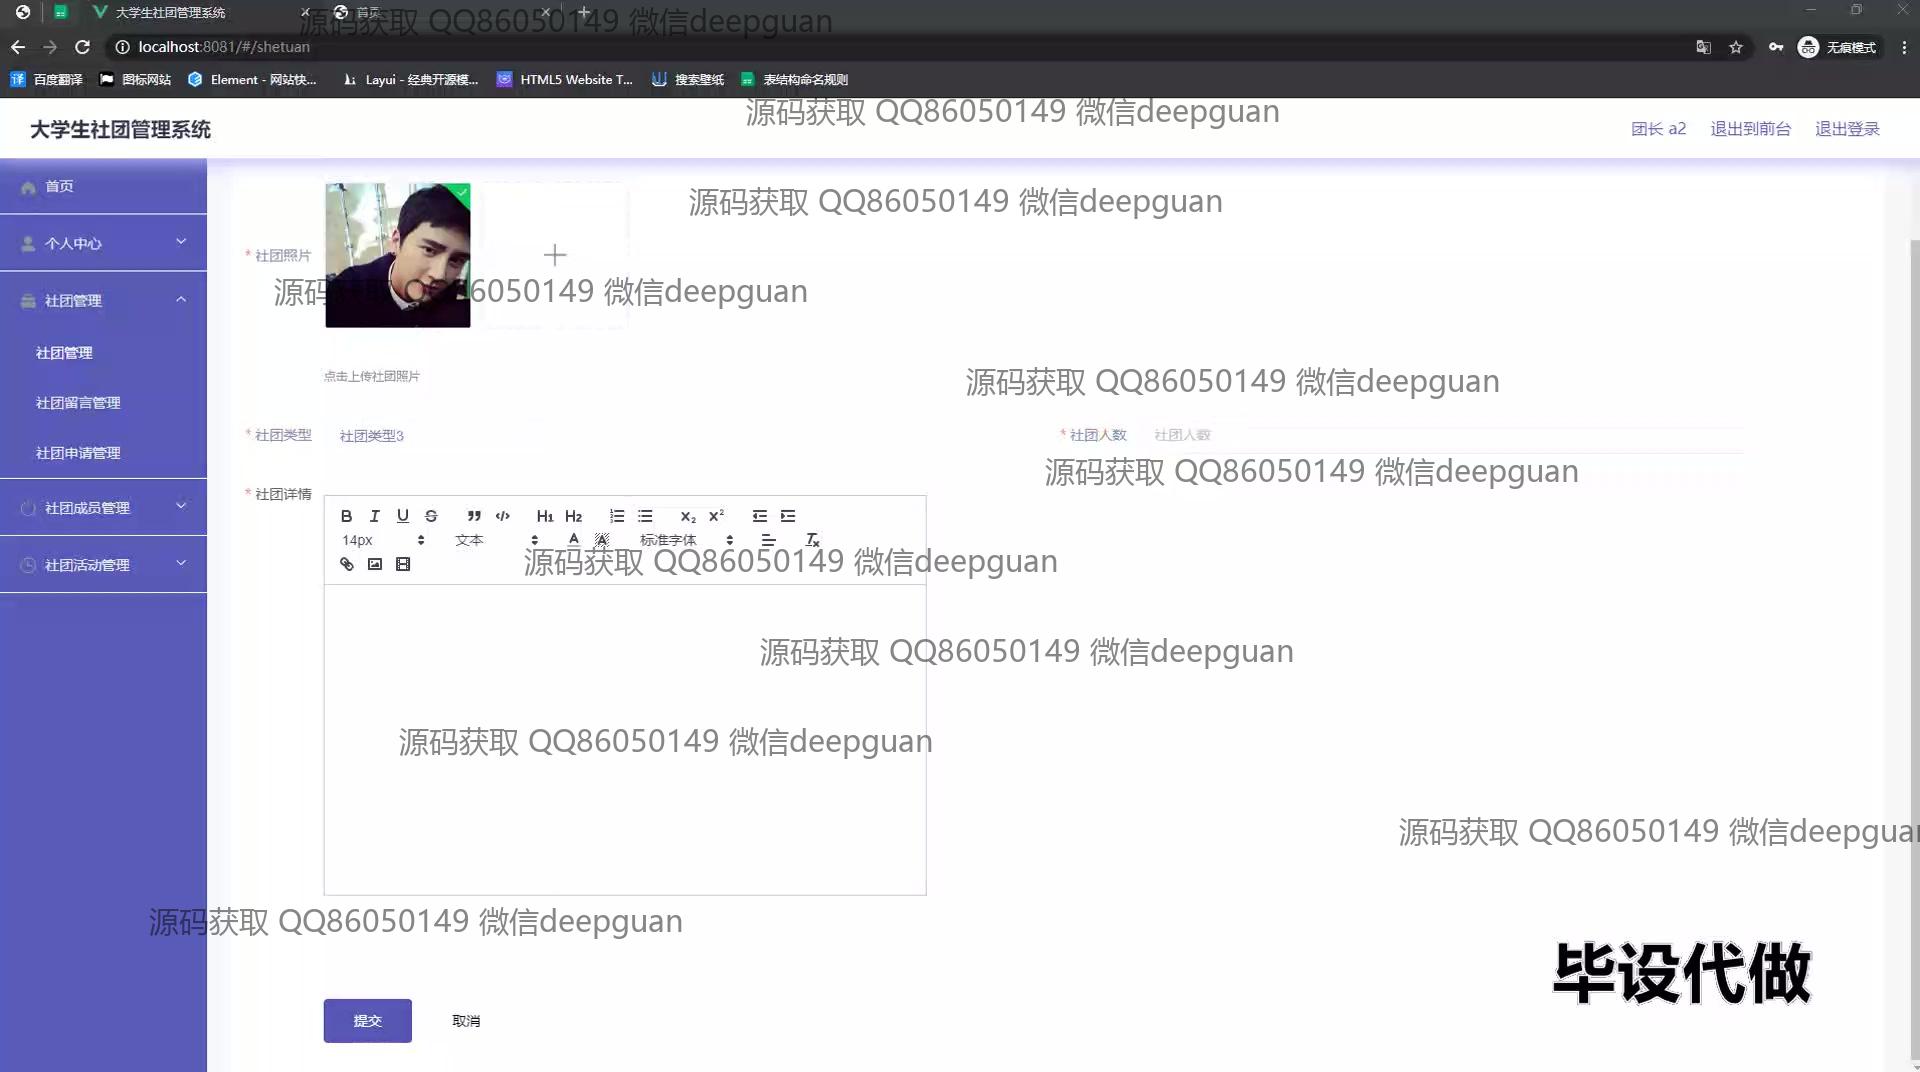 大学生社团管理系统
首页
源码获取 QQ86050149 微信deepguan
localhost:8081/#/shetuan
无痕模式
百度翻译
图标网站
Element - 网站快...
Layui - 经典开源模...
HTML5 Website T...
搜索壁纸
表结构命名规则
源码获取 QQ86050149 微信deepguan
大学生社团管理系统
团长 a2
退出到前台
退出登录
首页
个人中心
社团管理
社团管理
社团留言管理
社团申请管理
社团成员管理
社团活动管理
源码获取 QQ86050149 微信deepguan
* 社团照片
源码获取 QQ86050149 微信deepguan
点击上传社团照片
源码获取 QQ86050149 微信deepguan
* 社团类型
社团类型3
* 社团人数
社团人数
源码获取 QQ86050149 微信deepguan
* 社团详情
14px
文本
标准字体
源码获取 QQ86050149 微信deepguan
源码获取 QQ86050149 微信deepguan
源码获取 QQ86050149 微信deepguan
源码获取 QQ86050149 微信deepguan
源码获取 QQ86050149 微信deepguan
毕设代做
提交
取消